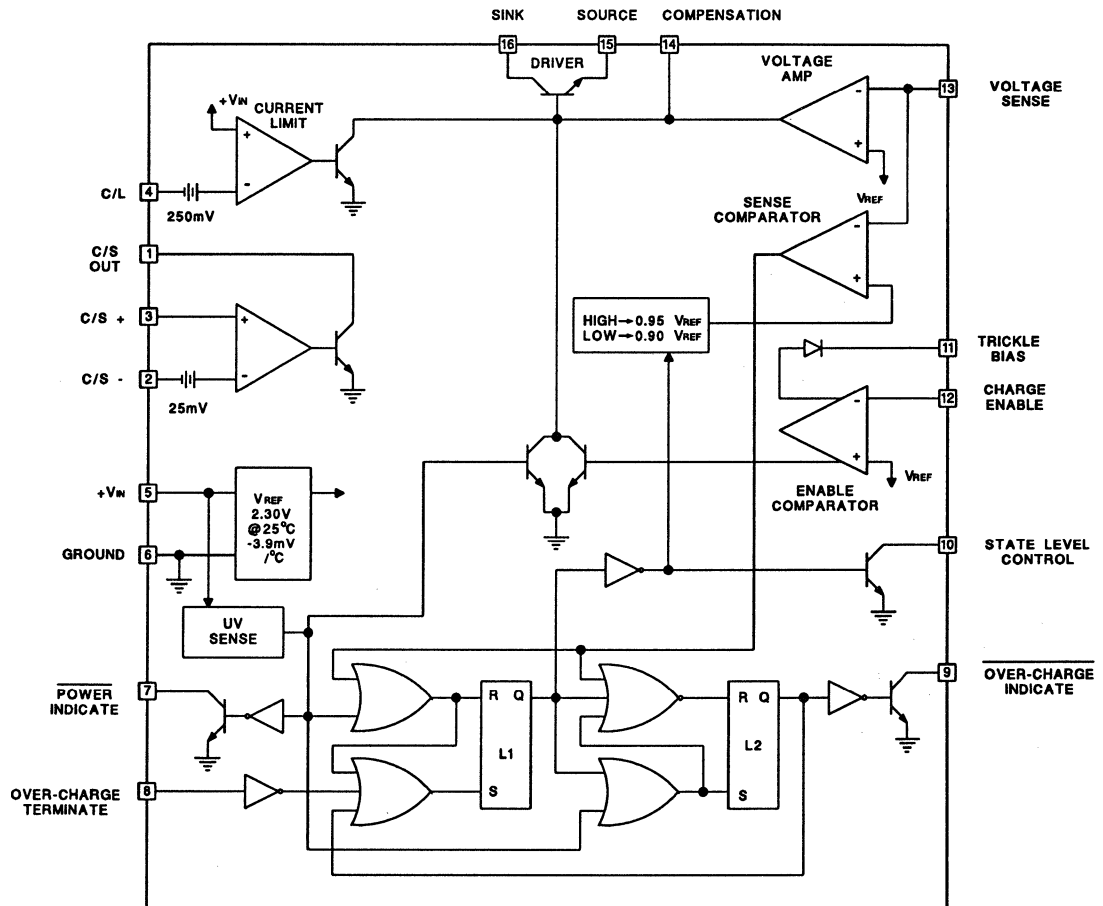 SINK SOURCE COMPENSATION
16 15 14
DRIVER
VOLTAGE
AMP
- 13 VOLTAGE
SENSE
+
VREF
+VIN CURRENT
LIMIT
+
-
C/L 4
250mV
SENSE
COMPARATOR
-
+
C/S
OUT 1
C/S + 3 +
C/S - 2 -
25mV
HIGH→0.95 VREF
LOW→0.90 VREF
11 TRICKLE
BIAS
12 CHARGE
ENABLE
-
+
VREF
ENABLE
COMPARATOR
+VIN 5
VREF
2.30V
@25°C
-3.9mV
/°C
GROUND 6
10 STATE LEVEL
CONTROL
UV
SENSE
POWER
INDICATE 7
9 OVER-CHARGE
INDICATE
R Q
L1
S
R Q
L2
S
OVER-CHARGE
TERMINATE 8